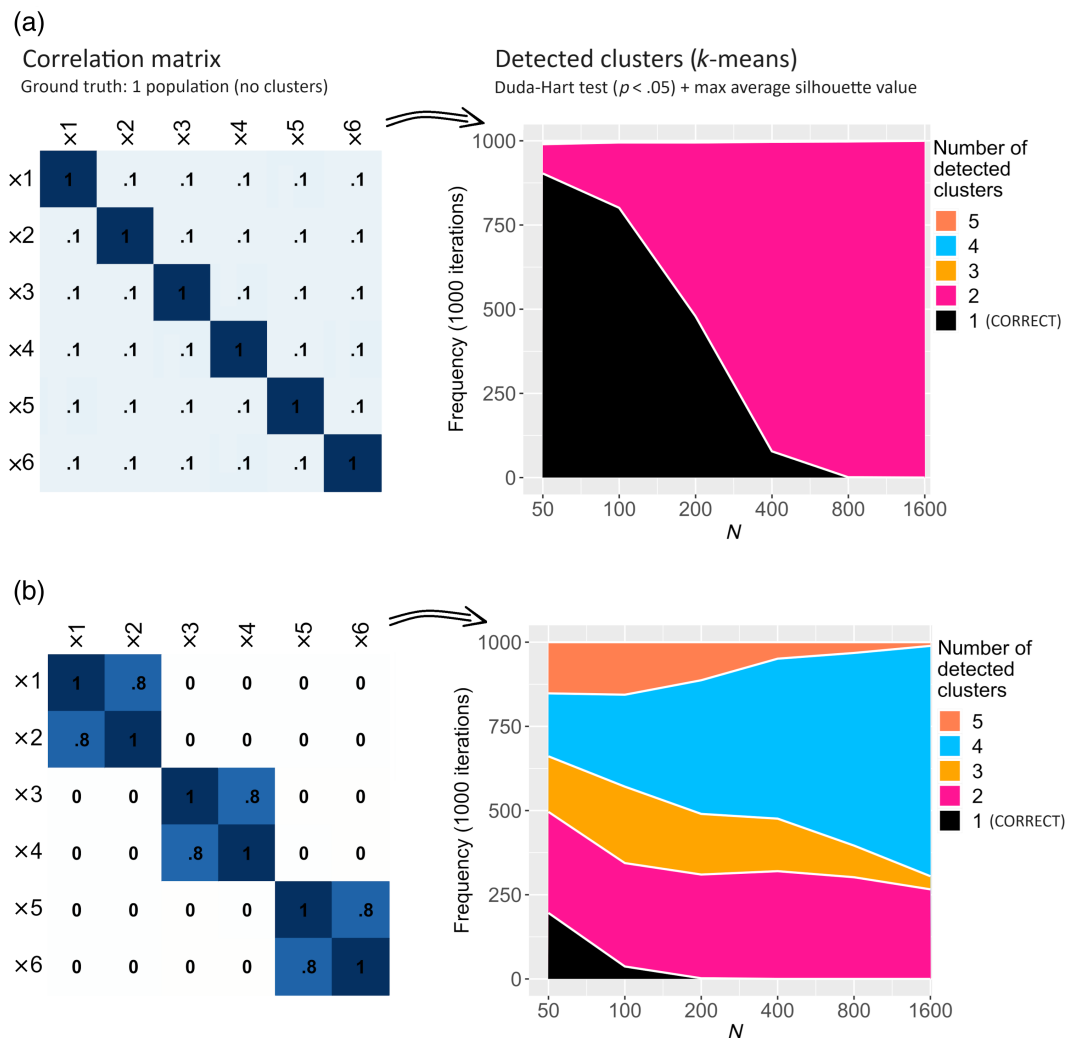 (a)
Correlation matrix
Ground truth: 1 population (no clusters)
×1 ×2 ×3 ×4 ×5 ×6
×1 1 .1 .1 .1 .1 .1
×2 .1 1 .1 .1 .1 .1
×3 .1 .1 1 .1 .1 .1
×4 .1 .1 .1 1 .1 .1
×5 .1 .1 .1 .1 1 .1
×6 .1 .1 .1 .1 .1 1
Detected clusters (k-means)
Duda-Hart test (p < .05) + max average silhouette value
Frequency (1000 iterations)
1000
750
500
250
0
50 100 200 400 800 1600
N
Number of
detected
clusters
5
4
3
2
1 (CORRECT)
(b)
×1 ×2 ×3 ×4 ×5 ×6
×1 1 .8 0 0 0 0
×2 .8 1 0 0 0 0
×3 0 0 1 .8 0 0
×4 0 0 .8 1 0 0
×5 0 0 0 0 1 .8
×6 0 0 0 0 .8 1
Frequency (1000 iterations)
1000
750
500
250
0
50 100 200 400 800 1600
N
Number of
detected
clusters
5
4
3
2
1 (CORRECT)